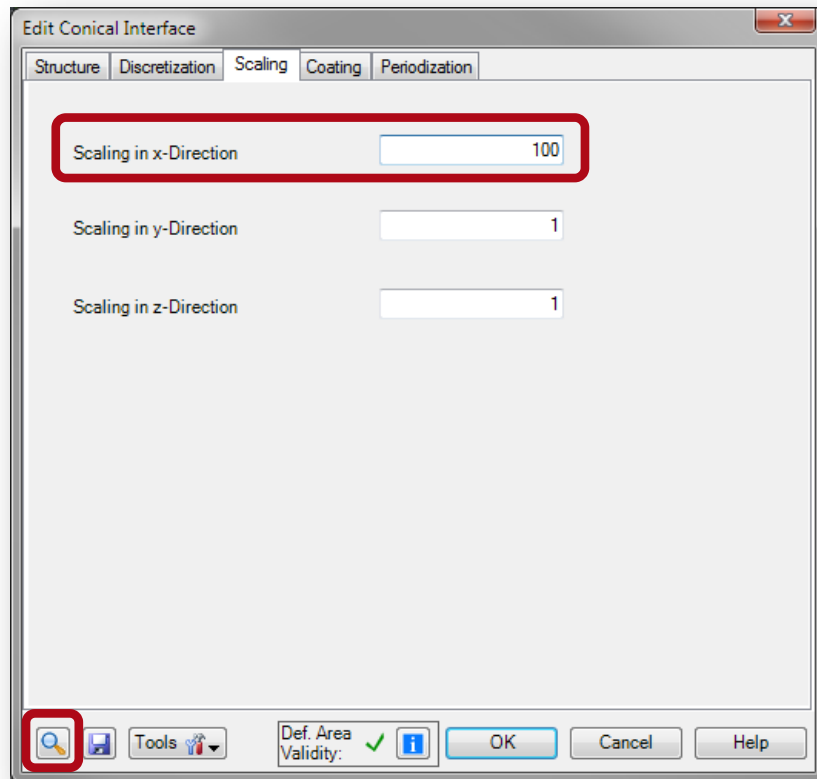 Edit Conical Interface
Structure Discretization Scaling Coating Periodization
Scaling in x-Direction 100
Scaling in y-Direction 1
Scaling in z-Direction 1
Tools Def. Area Validity: OK Cancel Help